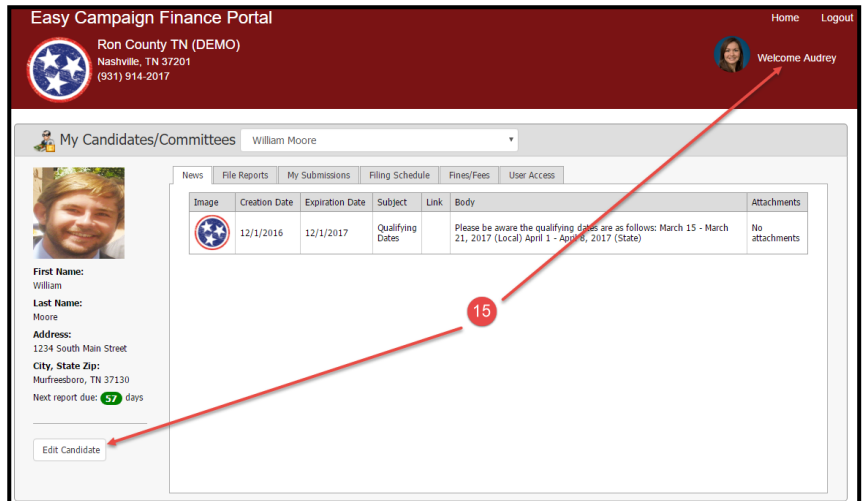 Easy Campaign Finance Portal
Home Logout
Ron County TN (DEMO)
Nashville, TN 37201
(931) 914-2017
Welcome Audrey
My Candidates/Committees William Moore
News File Reports My Submissions Filing Schedule Fines/Fees User Access
Image Creation Date Expiration Date Subject Link Body Attachments
12/1/2016 12/1/2017 Qualifying Dates Please be aware the qualifying dates are as follows: March 15 - March
21, 2017 (Local) April 1 - April 8, 2017 (State) No attachments
First Name:
William
Last Name:
Moore
Address:
1234 South Main Street
City, State Zip:
Murfreesboro, TN 37130
Next report due: 57 days
15
Edit Candidate